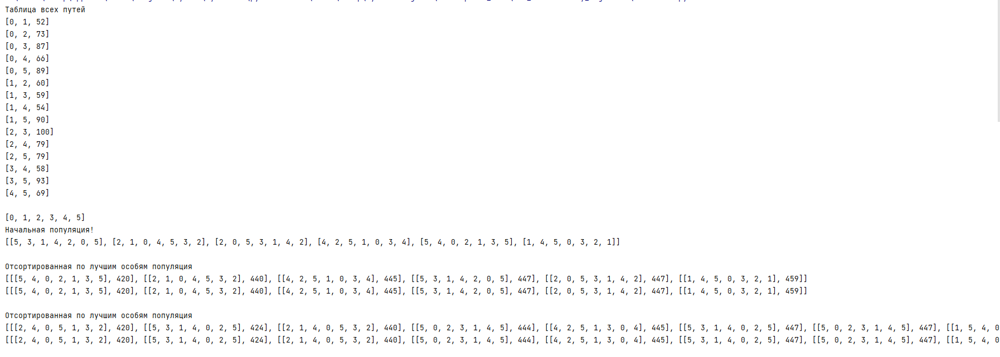 Таблица всех путей
[0, 1, 52]
[0, 2, 73]
[0, 3, 87]
[0, 4, 66]
[0, 5, 89]
[1, 2, 60]
[1, 3, 59]
[1, 4, 54]
[1, 5, 90]
[2, 3, 100]
[2, 4, 79]
[2, 5, 79]
[3, 4, 58]
[3, 5, 93]
[4, 5, 69]
[0, 1, 2, 3, 4, 5]
Начальная популяция!
[[5, 3, 1, 4, 2, 0, 5], [2, 1, 0, 4, 5, 3, 2], [2, 0, 5, 3, 1, 4, 2], [4, 2, 5, 1, 0, 3, 4], [5, 4, 0, 2, 1, 3, 5], [1, 4, 5, 0, 3, 2, 1]]
Отсортированная по лучшим особям популяция
[[[5, 4, 0, 2, 1, 3, 5], 420], [[2, 1, 0, 4, 5, 3, 2], 440], [[4, 2, 5, 1, 0, 3, 4], 445], [[5, 3, 1, 4, 2, 0, 5], 447], [[2, 0, 5, 3, 1, 4, 2], 447], [[1, 4, 5, 0, 3, 2, 1], 459]]
[[[5, 4, 0, 2, 1, 3, 5], 420], [[2, 1, 0, 4, 5, 3, 2], 440], [[4, 2, 5, 1, 0, 3, 4], 445], [[5, 3, 1, 4, 2, 0, 5], 447], [[2, 0, 5, 3, 1, 4, 2], 447], [[1, 4, 5, 0, 3, 2, 1], 459]]
Отсортированная по лучшим особям популяция
[[[2, 4, 0, 5, 1, 3, 2], 420], [[5, 3, 1, 4, 0, 2, 5], 424], [[2, 1, 4, 0, 5, 3, 2], 440], [[5, 0, 2, 3, 1, 4, 5], 444], [[4, 2, 5, 1, 3, 0, 4], 445], [[5, 3, 1, 4, 0, 2, 5], 447], [[5, 0, 2, 3, 1, 4, 5], 447], [[1, 5, 4, 0
[[[2, 4, 0, 5, 1, 3, 2], 420], [[5, 3, 1, 4, 0, 2, 5], 424], [[2, 1, 4, 0, 5, 3, 2], 440], [[5, 0, 2, 3, 1, 4, 5], 444], [[4, 2, 5, 1, 3, 0, 4], 445], [[5, 3, 1, 4, 0, 2, 5], 447], [[5, 0, 2, 3, 1, 4, 5], 447], [[1, 5, 4, 0